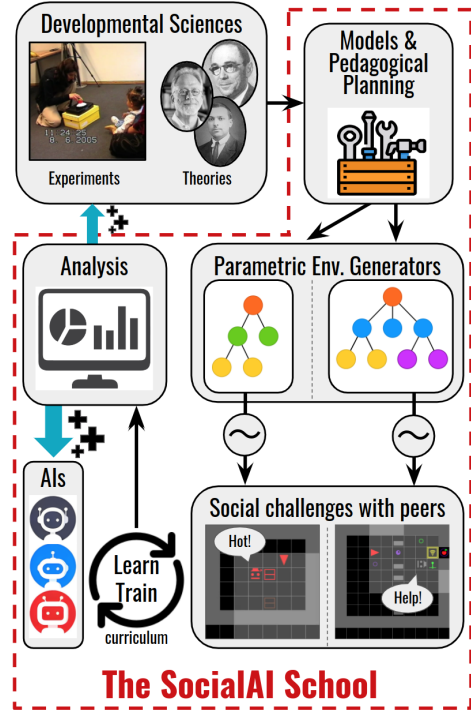 Developmental Sciences
11 24 25
8 6 2005
Experiments
Theories
Models &
Pedagogical
Planning
Analysis
Parametric Env. Generators
AIs
Learn
Train
curriculum
Social challenges with peers
Hot!
Help!
The SocialAI School